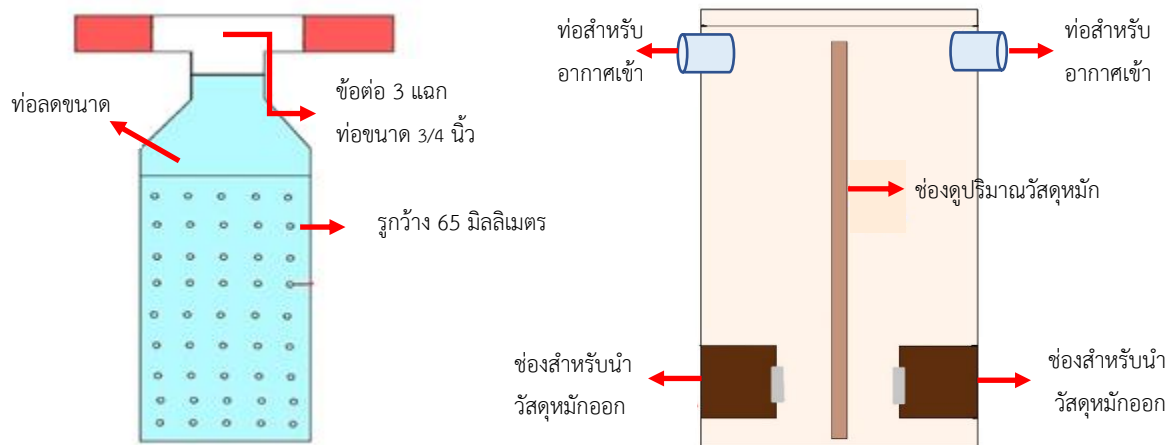 ท่อลดขนาด
ข้อต่อ 3 แฉก
ท่อขนาด 3/4 นิ้ว
รูกว้าง 65 มิลลิเมตร
ท่อสำหรับ
อากาศเข้า
ท่อสำหรับ
อากาศเข้า
ช่องดูปริมาณวัสดุหมัก
ช่องสำหรับนำ
วัสดุหมักออก
ช่องสำหรับนำ
วัสดุหมักออก